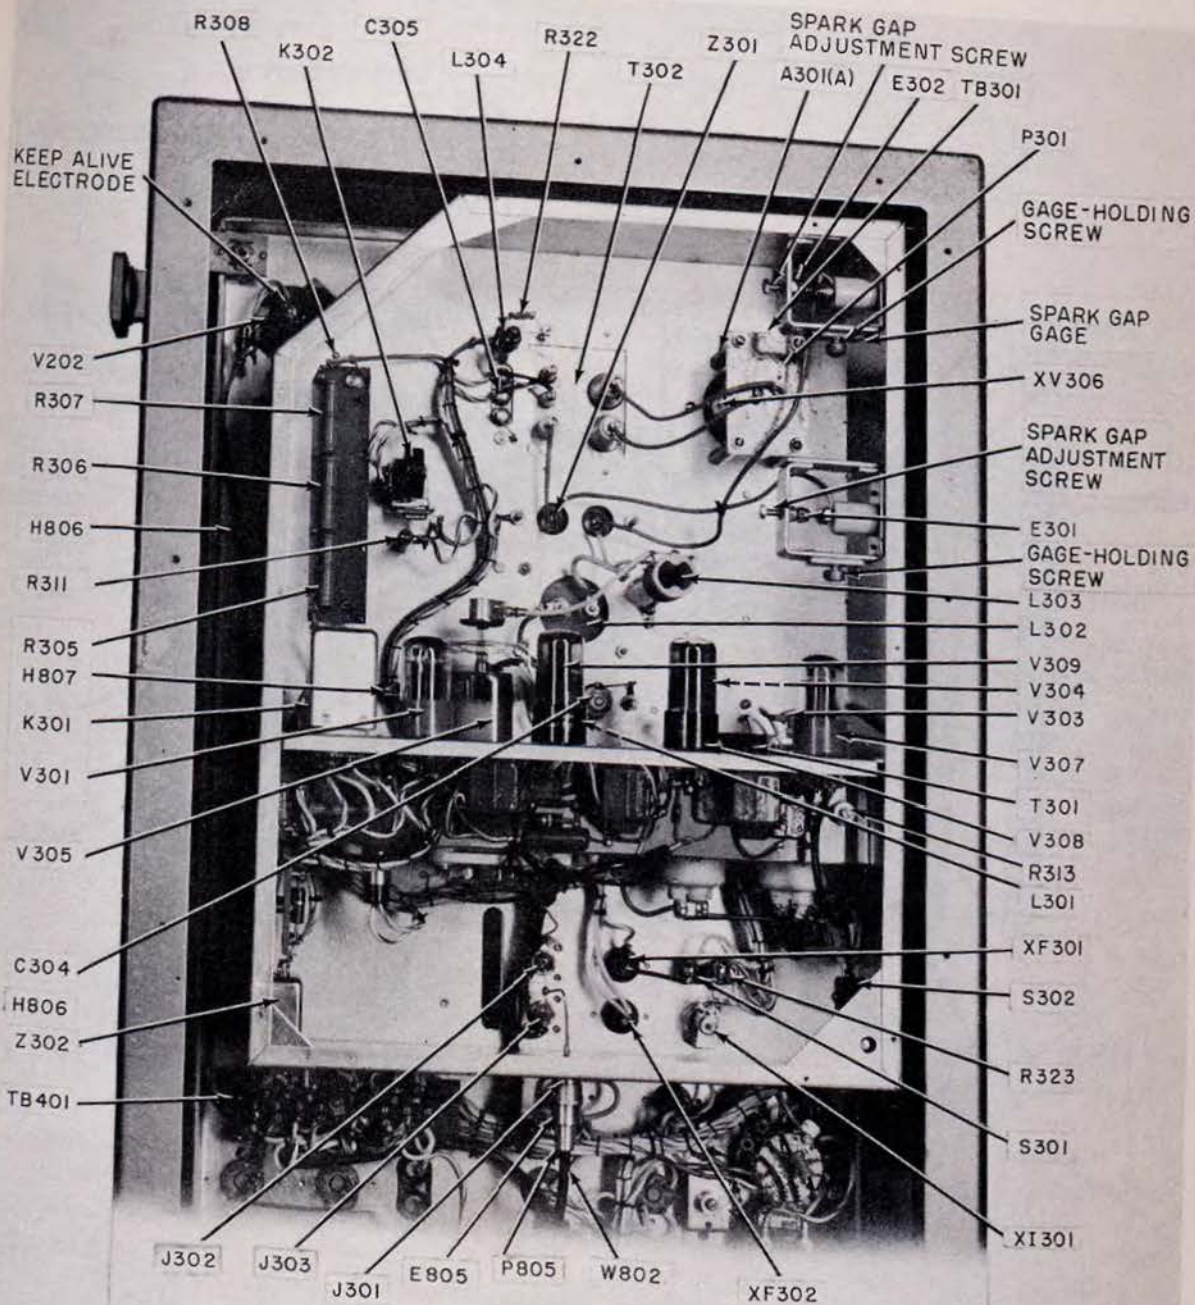 R308
K302
C305
L304
R322
T302
Z301
SPARK GAP
ADJUSTMENT SCREW
A301(A)
E302
TB301
P301
GAGE-HOLDING
SCREW
SPARK GAP
GAGE
XV306
SPARK GAP
ADJUSTMENT
SCREW
E301
GAGE-HOLDING
SCREW
L303
L302
V309
V304
V303
V307
T301
V308
R313
L301
XF301
S302
R323
S301
XI301
KEEP ALIVE
ELECTRODE
V202
R307
R306
H806
R311
R305
H807
K301
V301
V305
C304
H806
Z302
TB401
J302
J303
J301
E805
P805
W802
XF302